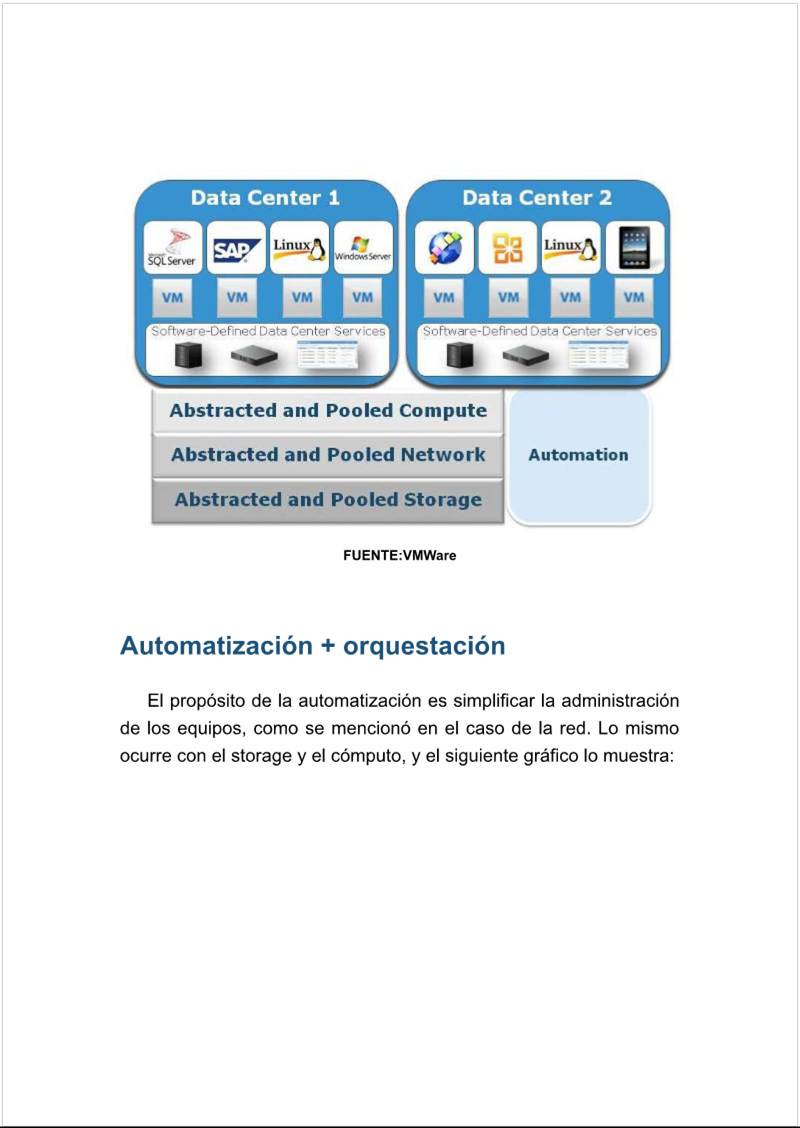 Data Center 1
Data Center 2
SQL Server
SAP
Linux
Windows Server
Linux
VM
VM
VM
VM
VM
VM
VM
VM
Software-Defined Data Center Services
Software-Defined Data Center Services
Abstracted and Pooled Compute
Abstracted and Pooled Network
Abstracted and Pooled Storage
Automation
FUENTE:VMWare
Automatización + orquestación
El propósito de la automatización es simplificar la administración
de los equipos, como se mencionó en el caso de la red. Lo mismo
ocurre con el storage y el cómputo, y el siguiente gráfico lo muestra: